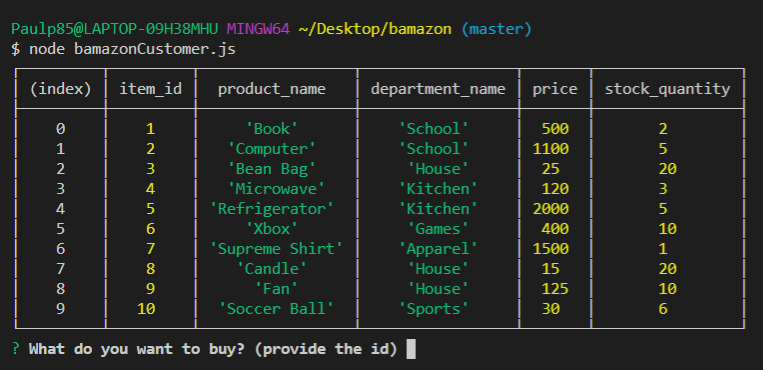 Paulp85@LAPTOP-09H38MHU MINGW64 ~/Desktop/bamazon (master)
$ node bamazonCustomer.js
(index) item_id product_name department_name price stock_quantity
0 1 'Book' 'School' 500 2
1 2 'Computer' 'School' 1100 5
2 3 'Bean Bag' 'House' 25 20
3 4 'Microwave' 'Kitchen' 120 3
4 5 'Refrigerator' 'Kitchen' 2000 5
5 6 'Xbox' 'Games' 400 10
6 7 'Supreme Shirt' 'Apparel' 1500 1
7 8 'Candle' 'House' 15 20
8 9 'Fan' 'House' 125 10
9 10 'Soccer Ball' 'Sports' 30 6
? What do you want to buy? (provide the id)